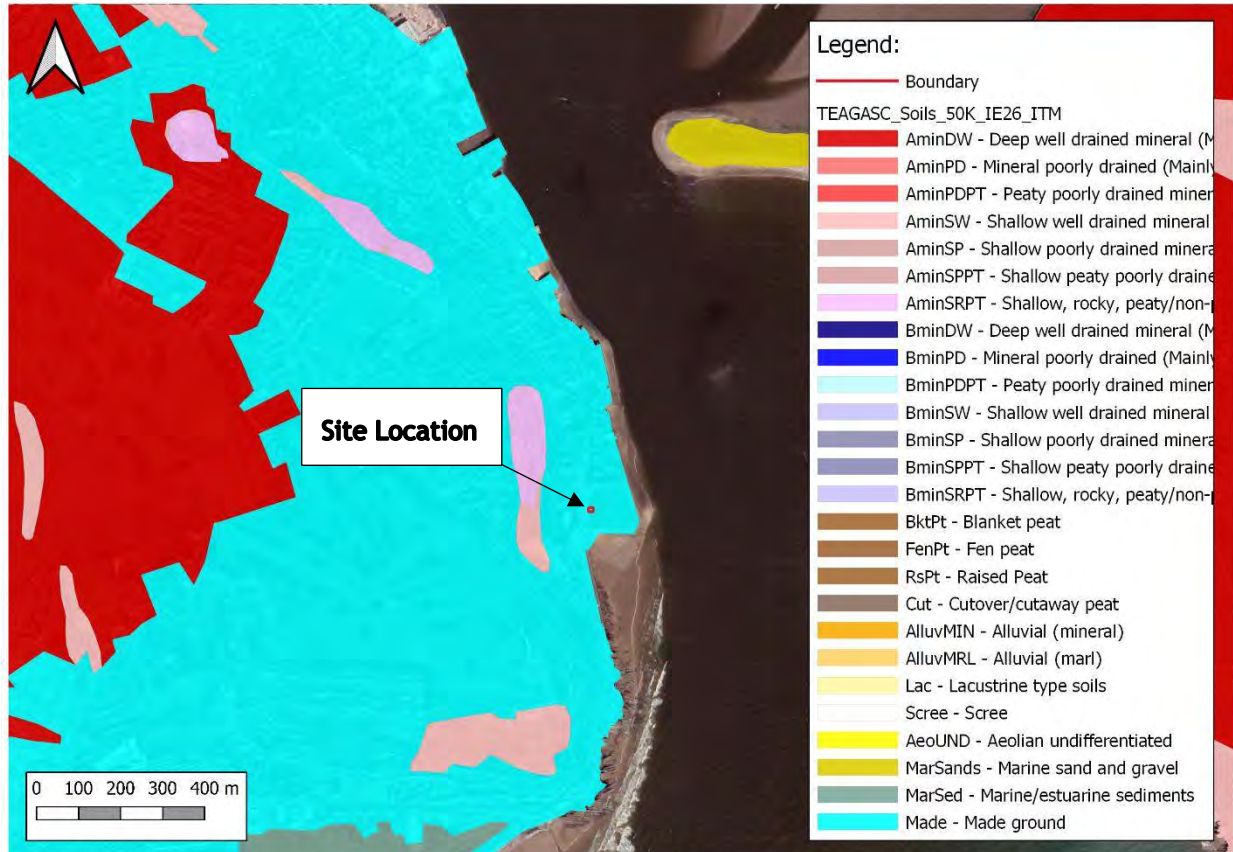 Legend:
Boundary
TEAGASC_Soils_50K_IE26_ITM
AminDW - Deep well drained mineral (M
AminPD - Mineral poorly drained (Mainly
AminPDPT - Peaty poorly drained miner
AminSW - Shallow well drained mineral
AminSP - Shallow poorly drained minera
AminSPPT - Shallow peaty poorly draine
AminSRPT - Shallow, rocky, peaty/non-p
BminDW - Deep well drained mineral (M
BminPD - Mineral poorly drained (Mainly
BminPDPT - Peaty poorly drained miner
BminSW - Shallow well drained mineral
BminSP - Shallow poorly drained minera
BminSPPT - Shallow peaty poorly draine
BminSRPT - Shallow, rocky, peaty/non-p
BktPt - Blanket peat
FenPt - Fen peat
RsPt - Raised Peat
Cut - Cutover/cutaway peat
AlluvMIN - Alluvial (mineral)
AlluvMRL - Alluvial (marl)
Lac - Lacustrine type soils
Scree - Scree
AeoUND - Aeolian undifferentiated
MarSands - Marine sand and gravel
MarSed - Marine/estuarine sediments
Made - Made ground
Site Location
0 100 200 300 400 m